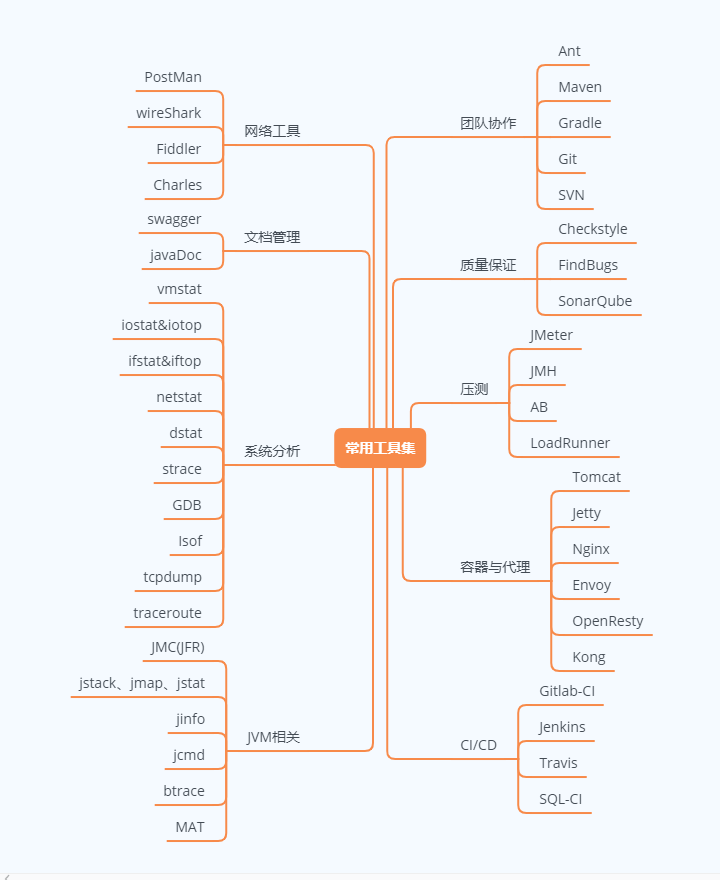 常用工具集
网络工具
PostMan
wireShark
Fiddler
Charles
文档管理
swagger
javaDoc
系统分析
vmstat
iostat&iotop
ifstat&iftop
netstat
dstat
strace
GDB
lsof
tcpdump
traceroute
JVM相关
JMC(JFR)
jstack、jmap、jstat
jinfo
jcmd
btrace
MAT
团队协作
Ant
Maven
Gradle
Git
SVN
质量保证
Checkstyle
FindBugs
SonarQube
压测
JMeter
JMH
AB
LoadRunner
容器与代理
Tomcat
Jetty
Nginx
Envoy
OpenResty
Kong
CI/CD
Gitlab-CI
Jenkins
Travis
SQL-CI